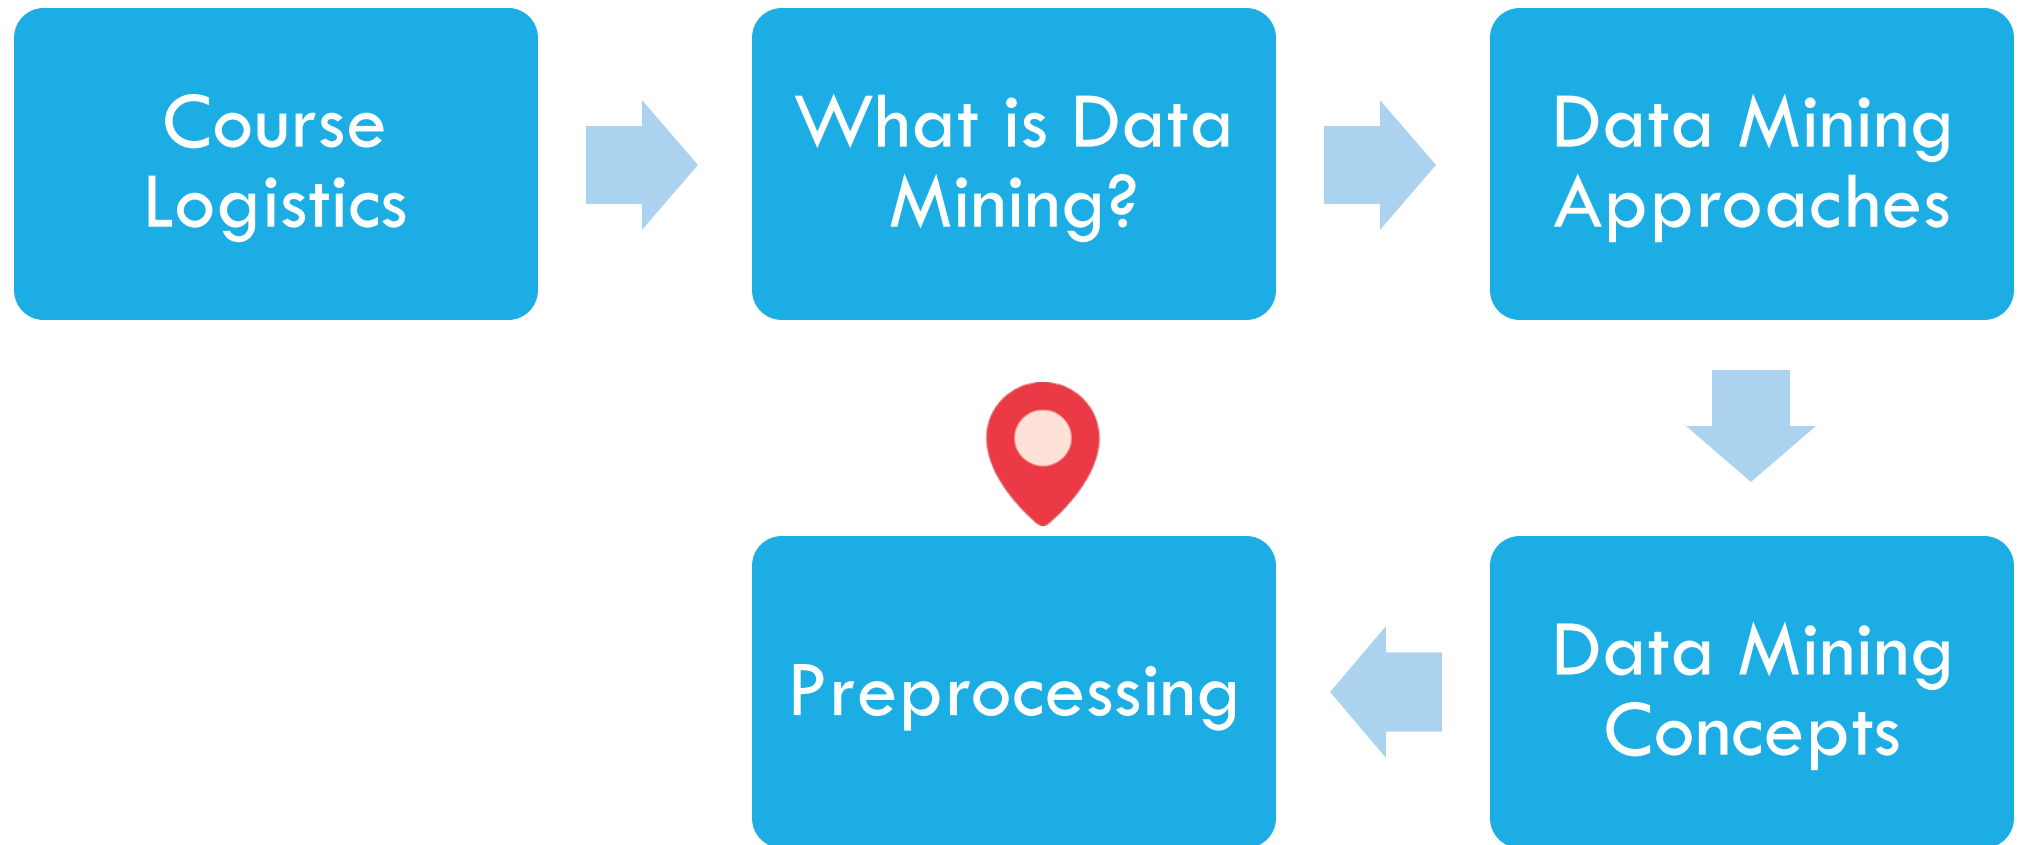 Course
Logistics
What is Data
Mining?
Data Mining
Approaches
Data Mining
Concepts
Preprocessing